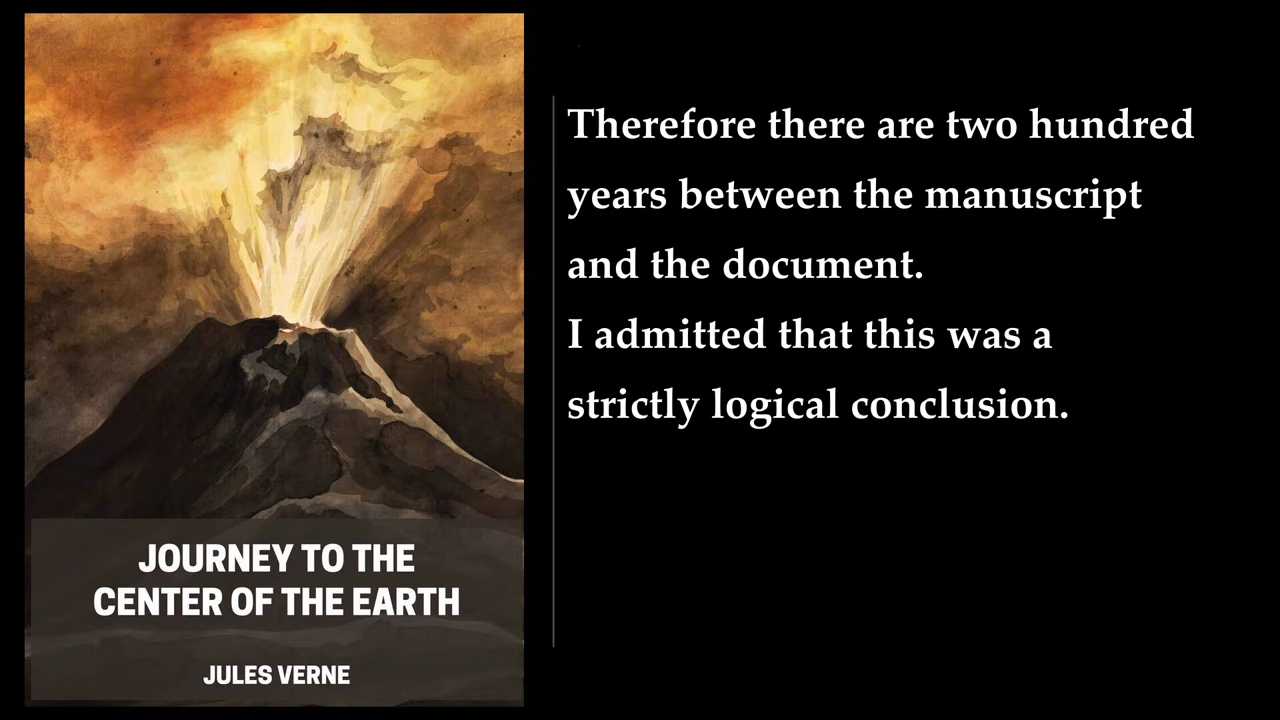 JOURNEY TO THE
CENTER OF THE EARTH
JULES VERNE
Therefore there are two hundred
years between the manuscript
and the document.
I admitted that this was a
strictly logical conclusion.